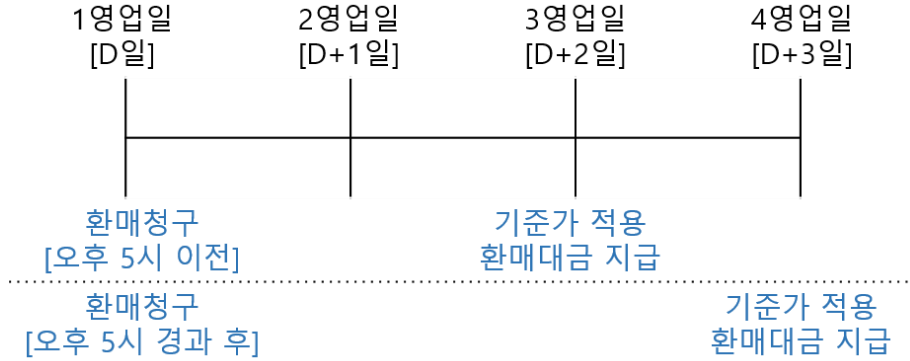 1영업일 2영업일 3영업일 4영업일
[D일] [D+1일] [D+2일] [D+3일]
환매청구 기준가 적용
[오후 5시 이전] 환매대금 지급
환매청구 기준가 적용
[오후 5시 경과 후] 환매대금 지급